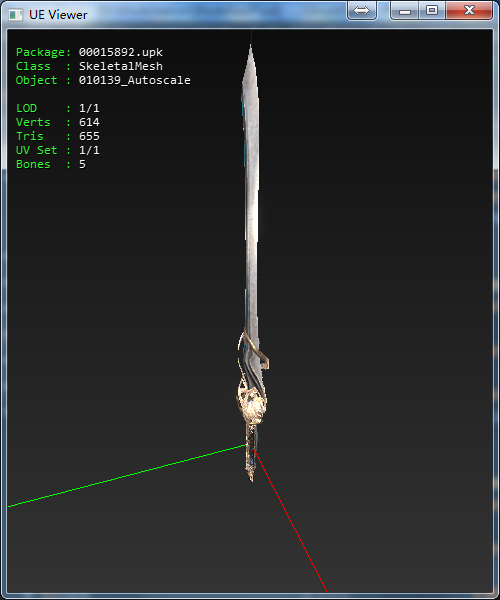 UE Viewer
Package: 00015892.upk
Class  : SkeletalMesh
Object : 010139_Autoscale
LOD    : 1/1
Verts  : 614
Tris   : 655
UV Set : 1/1
Bones  : 5